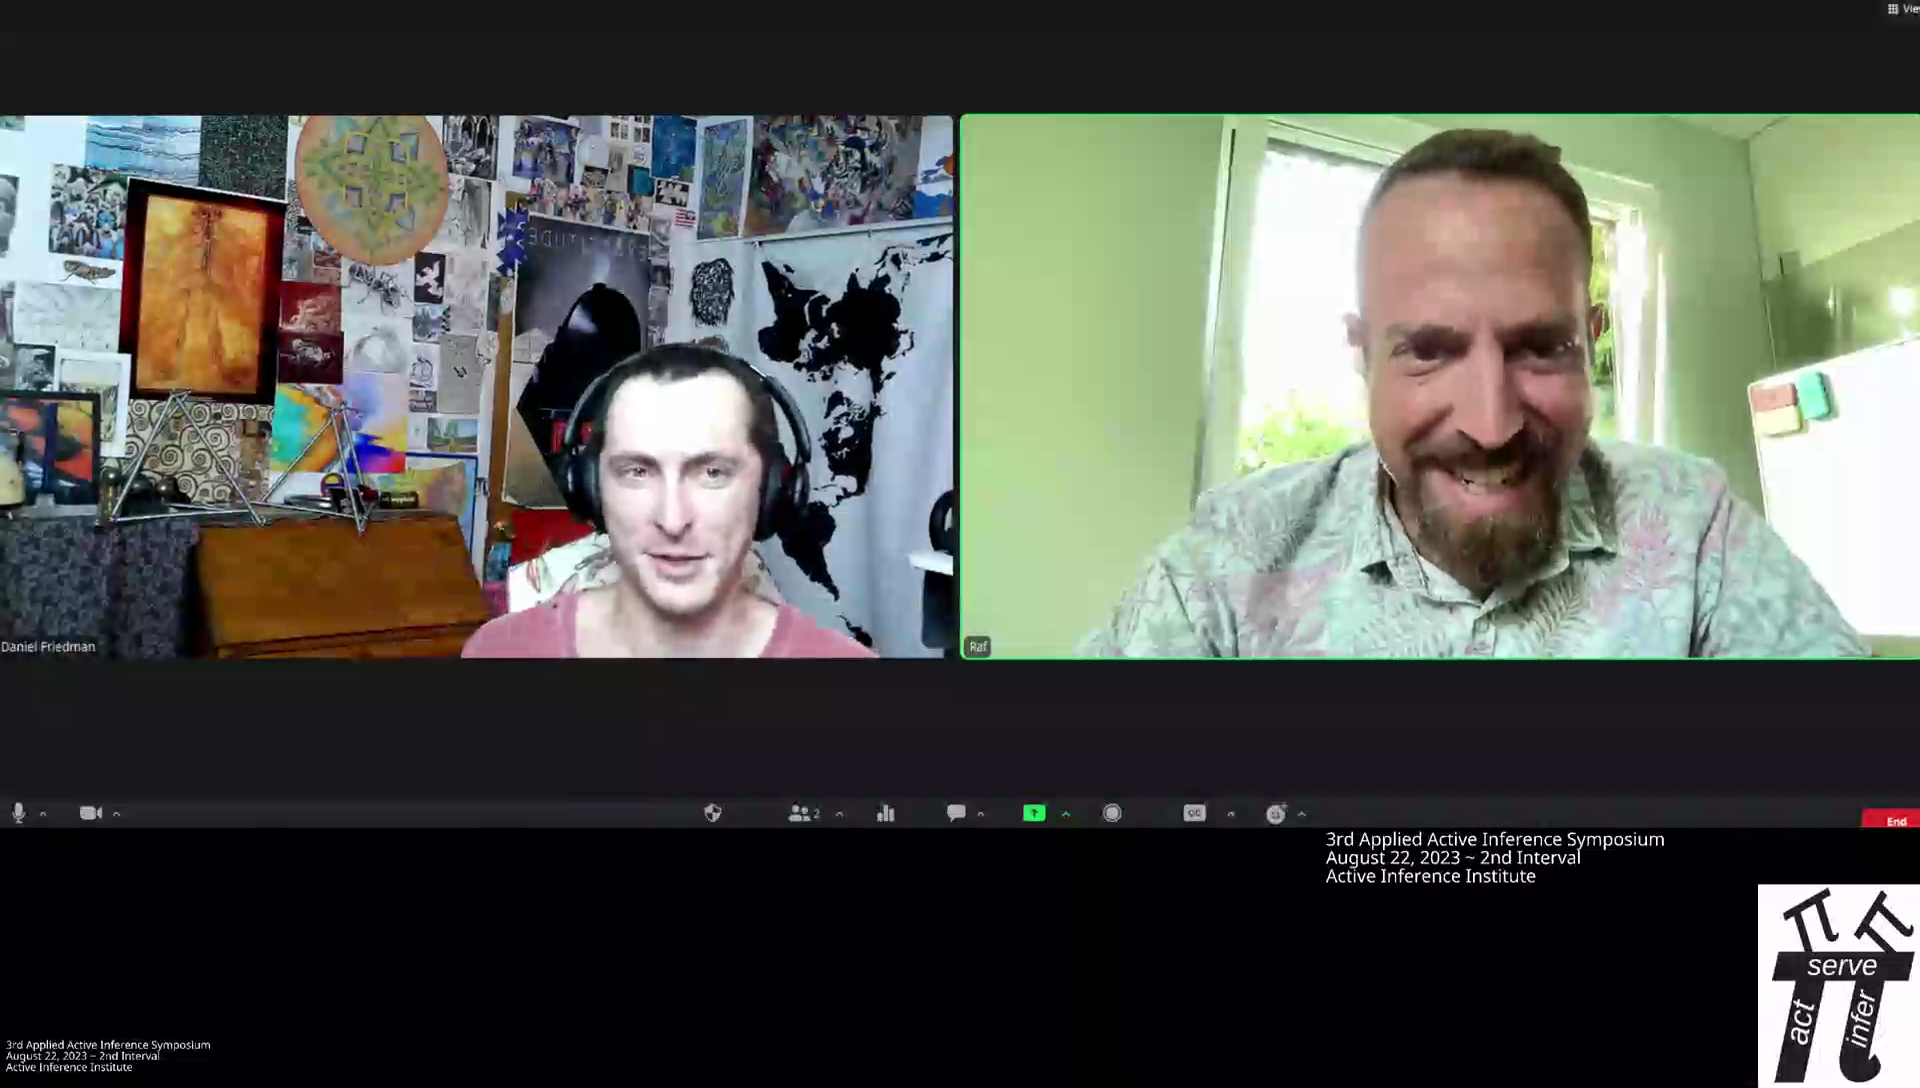 Vie
Daniel Friedman
Raf
2
End
3rd Applied Active Inference Symposium
August 22, 2023 ~ 2nd Interval
Active Inference Institute
serve
act
infer
3rd Applied Active Inference Symposium
August 22, 2023 ~ 2nd Interval
Active Inference Institute